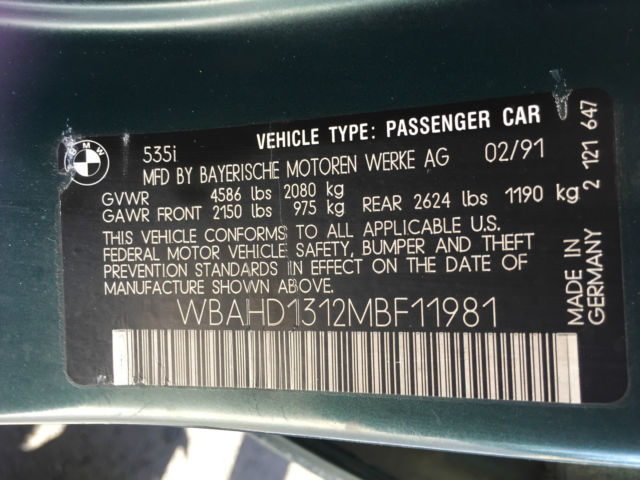 BMW
535i VEHICLE TYPE: PASSENGER CAR
MFD BY BAYERISCHE MOTOREN WERKE AG 02/91
GVWR 4586 lbs 2080 kg
GAWR FRONT 2150 lbs 975 kg REAR 2624 lbs 1190 kg
THIS VEHICLE CONFORMS TO ALL APPLICABLE U.S.
FEDERAL MOTOR VEHICLE SAFETY, BUMPER AND THEFT
PREVENTION STANDARDS IN EFFECT ON THE DATE OF
MANUFACTURE SHOWN ABOVE
WBAHD1312MBF11981
MADE IN
GERMANY
2 121 647